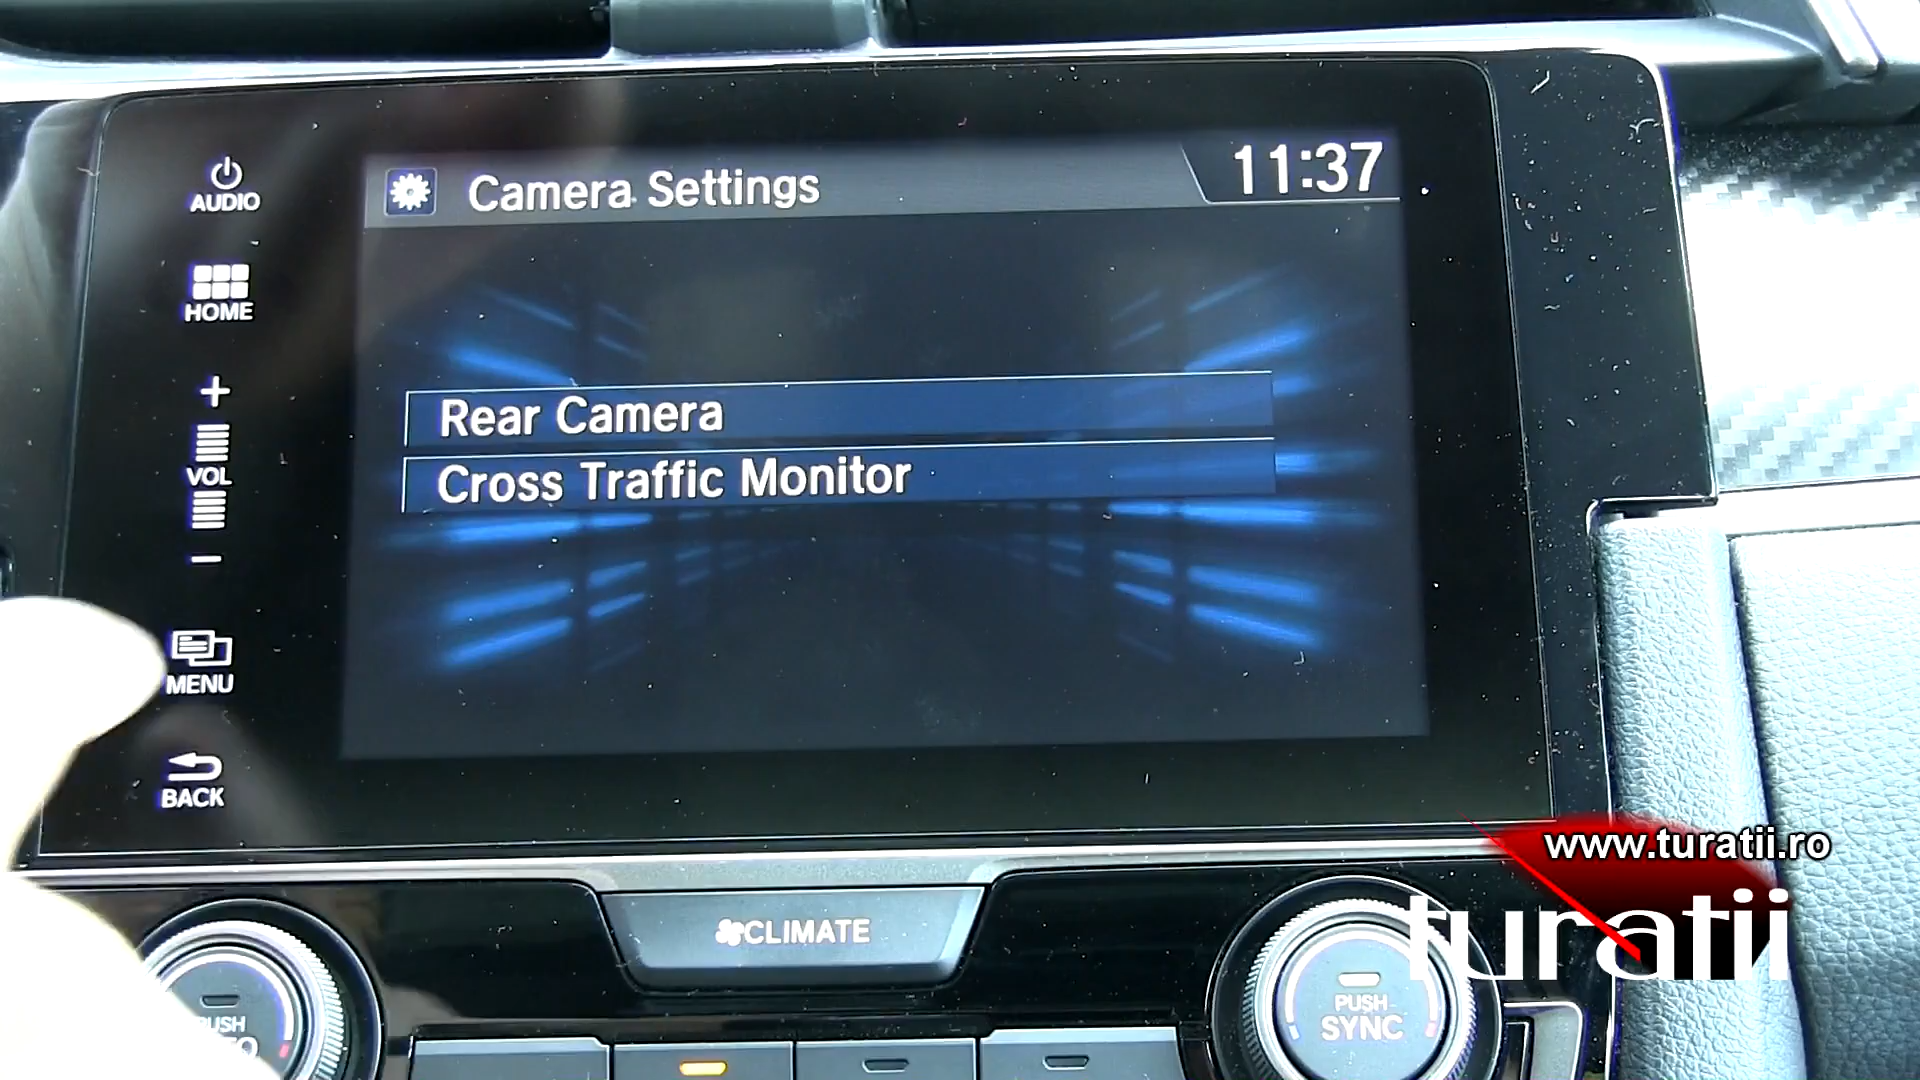 AUDIO
Camera Settings
11:37
HOME
+
VOL
−
Rear Camera
Cross Traffic Monitor
MENU
BACK
www.turatii.ro
turatii
CLIMATE
PUSH
PUSH
SYNC